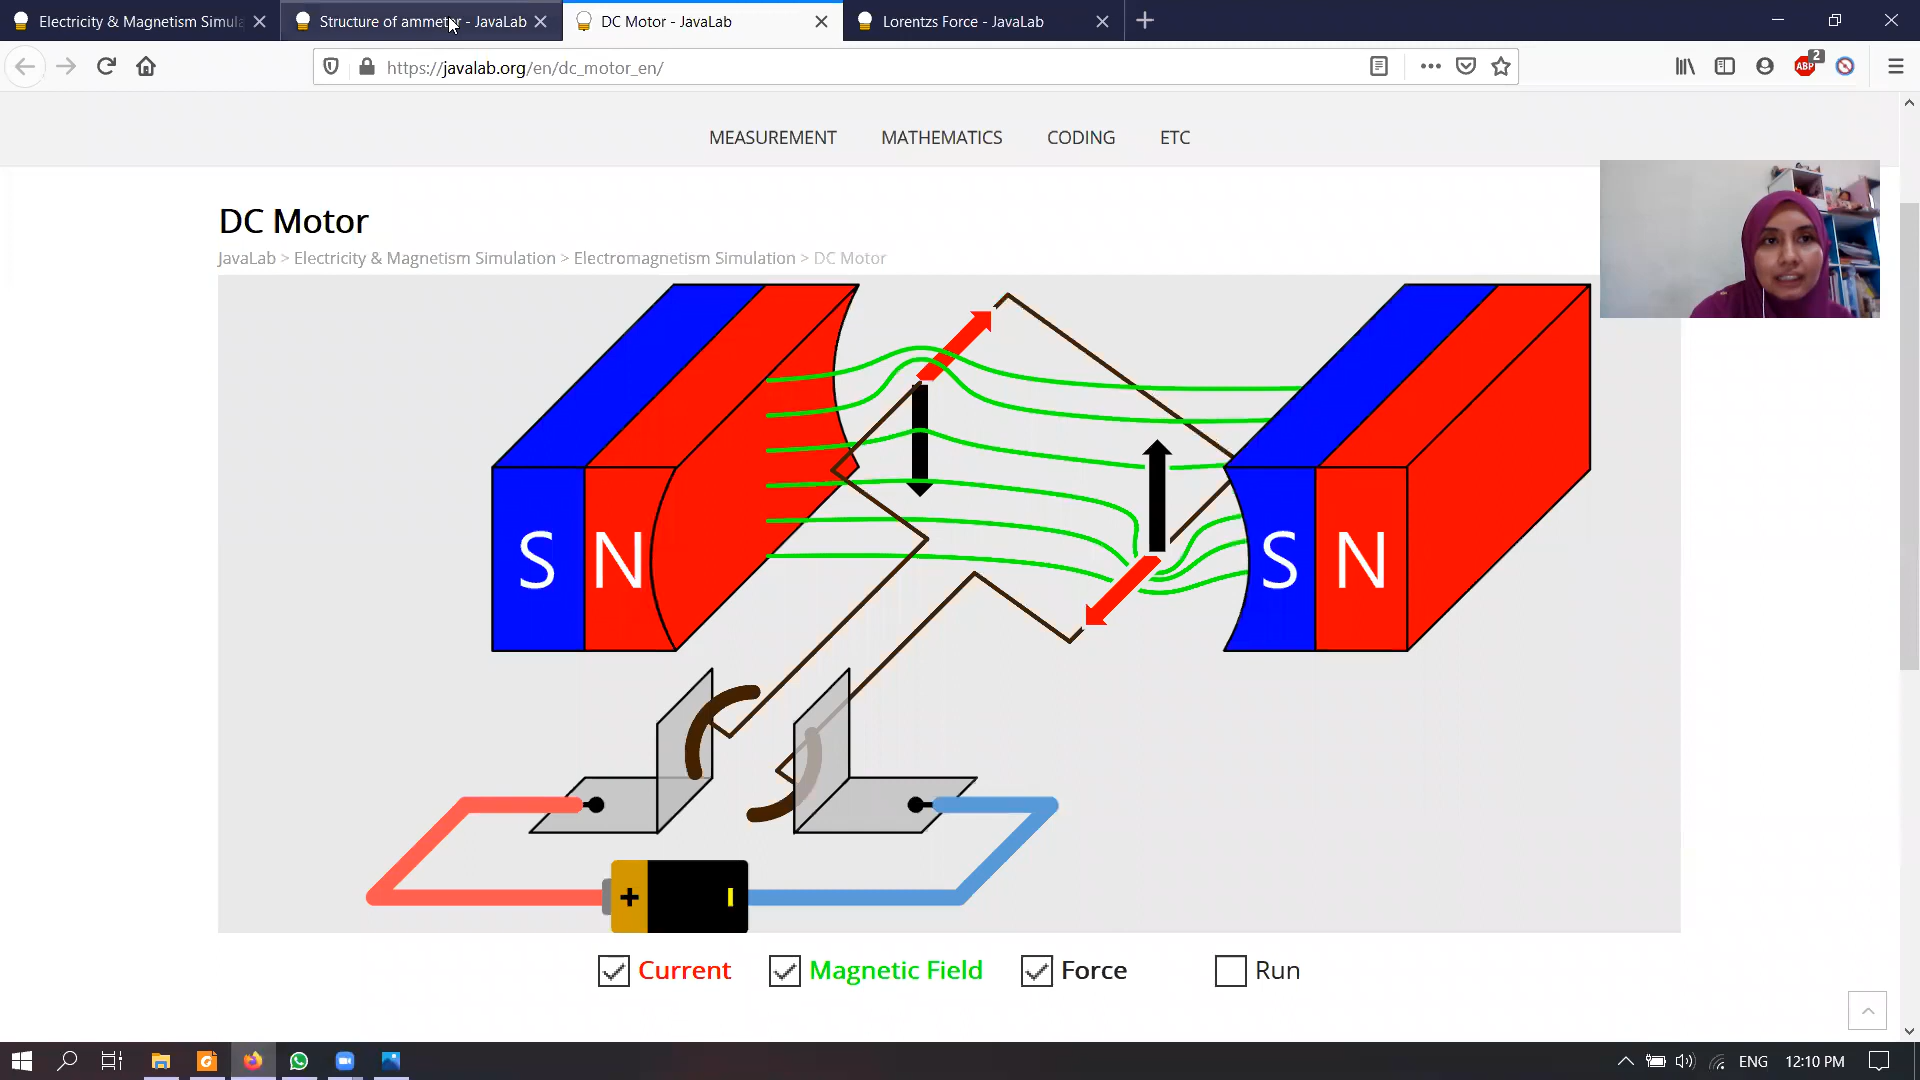 Electricity & Magnetism Simula
Structure of ammeter - JavaLab
DC Motor - JavaLab
Lorentzs Force - JavaLab
https://javalab.org/en/dc_motor_en/
ABP
2
MEASUREMENT
MATHEMATICS
CODING
ETC
DC Motor
JavaLab > Electricity & Magnetism Simulation > Electromagnetism Simulation > DC Motor
S
N
S
N
+
Current
Magnetic Field
Force
Run
ENG
12:10 PM